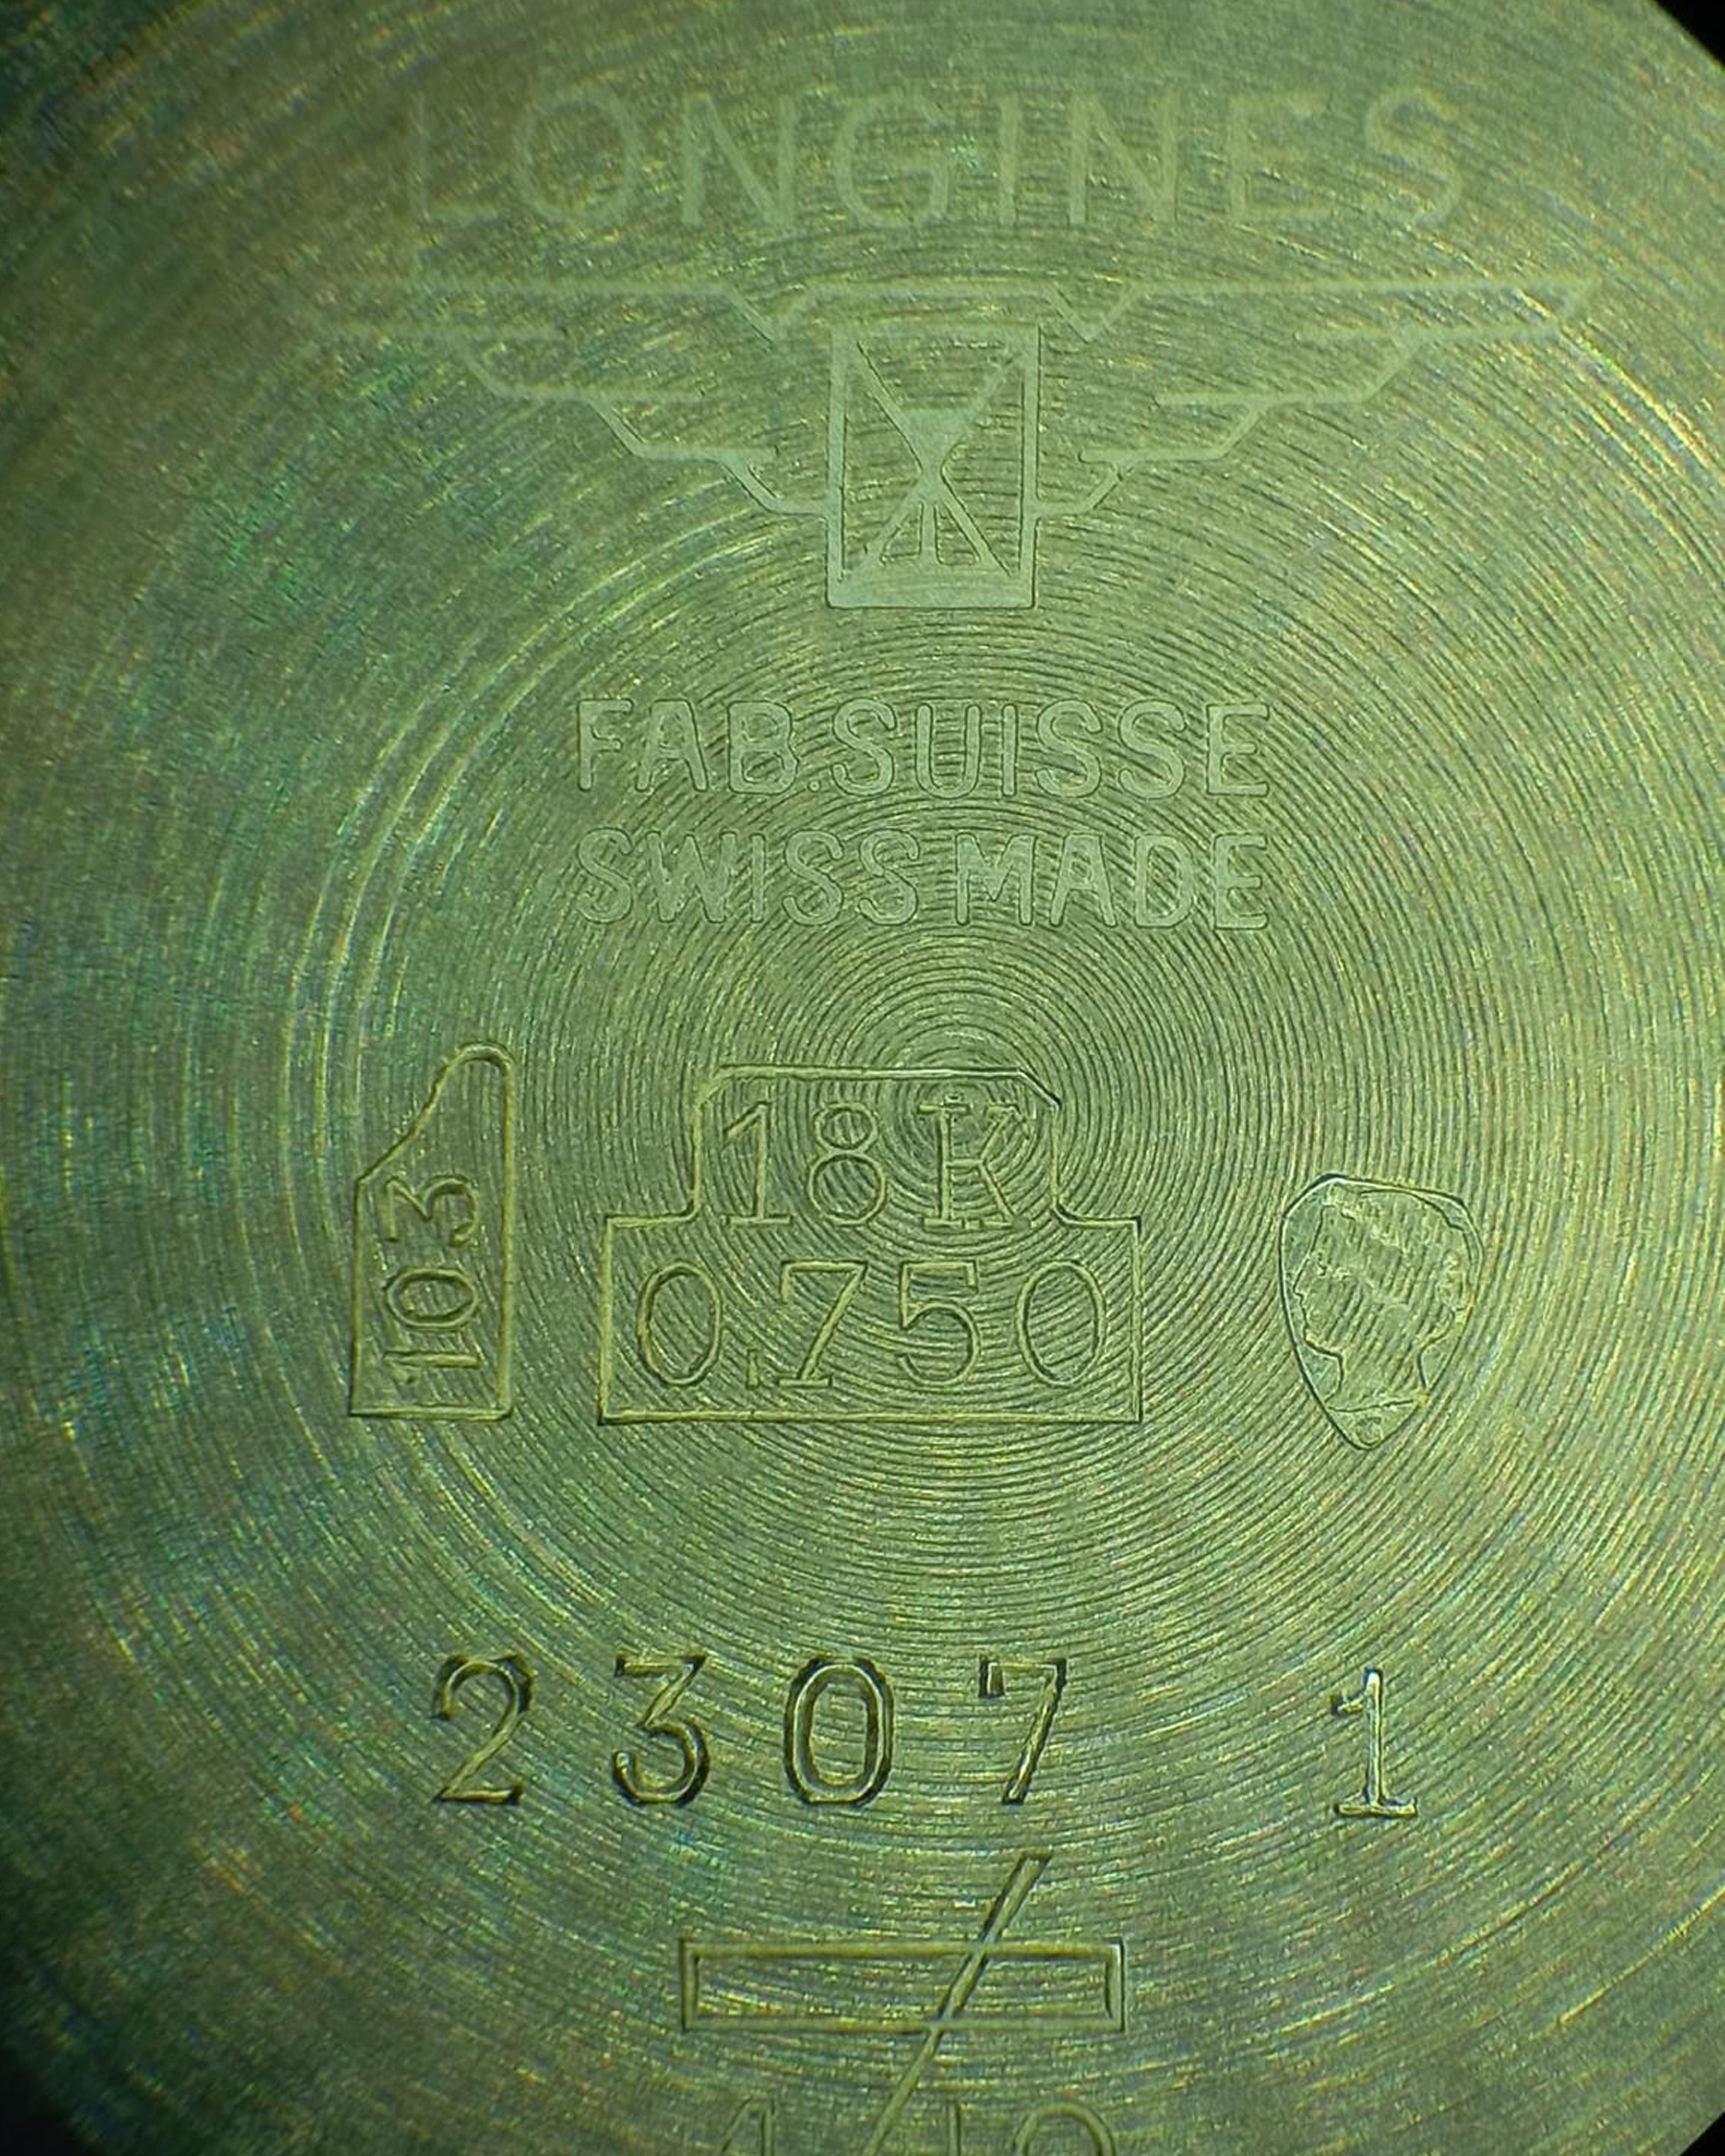 LONGINES
FAB.SUISSE
SWISS MADE
103
18K
0,750
2307 1